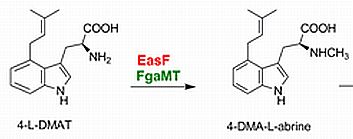 COOH
NH2
N
H
4-L-DMAT
EasF
FgaMT
COOH
NHCH3
N
H
4-DMA-L-abrine